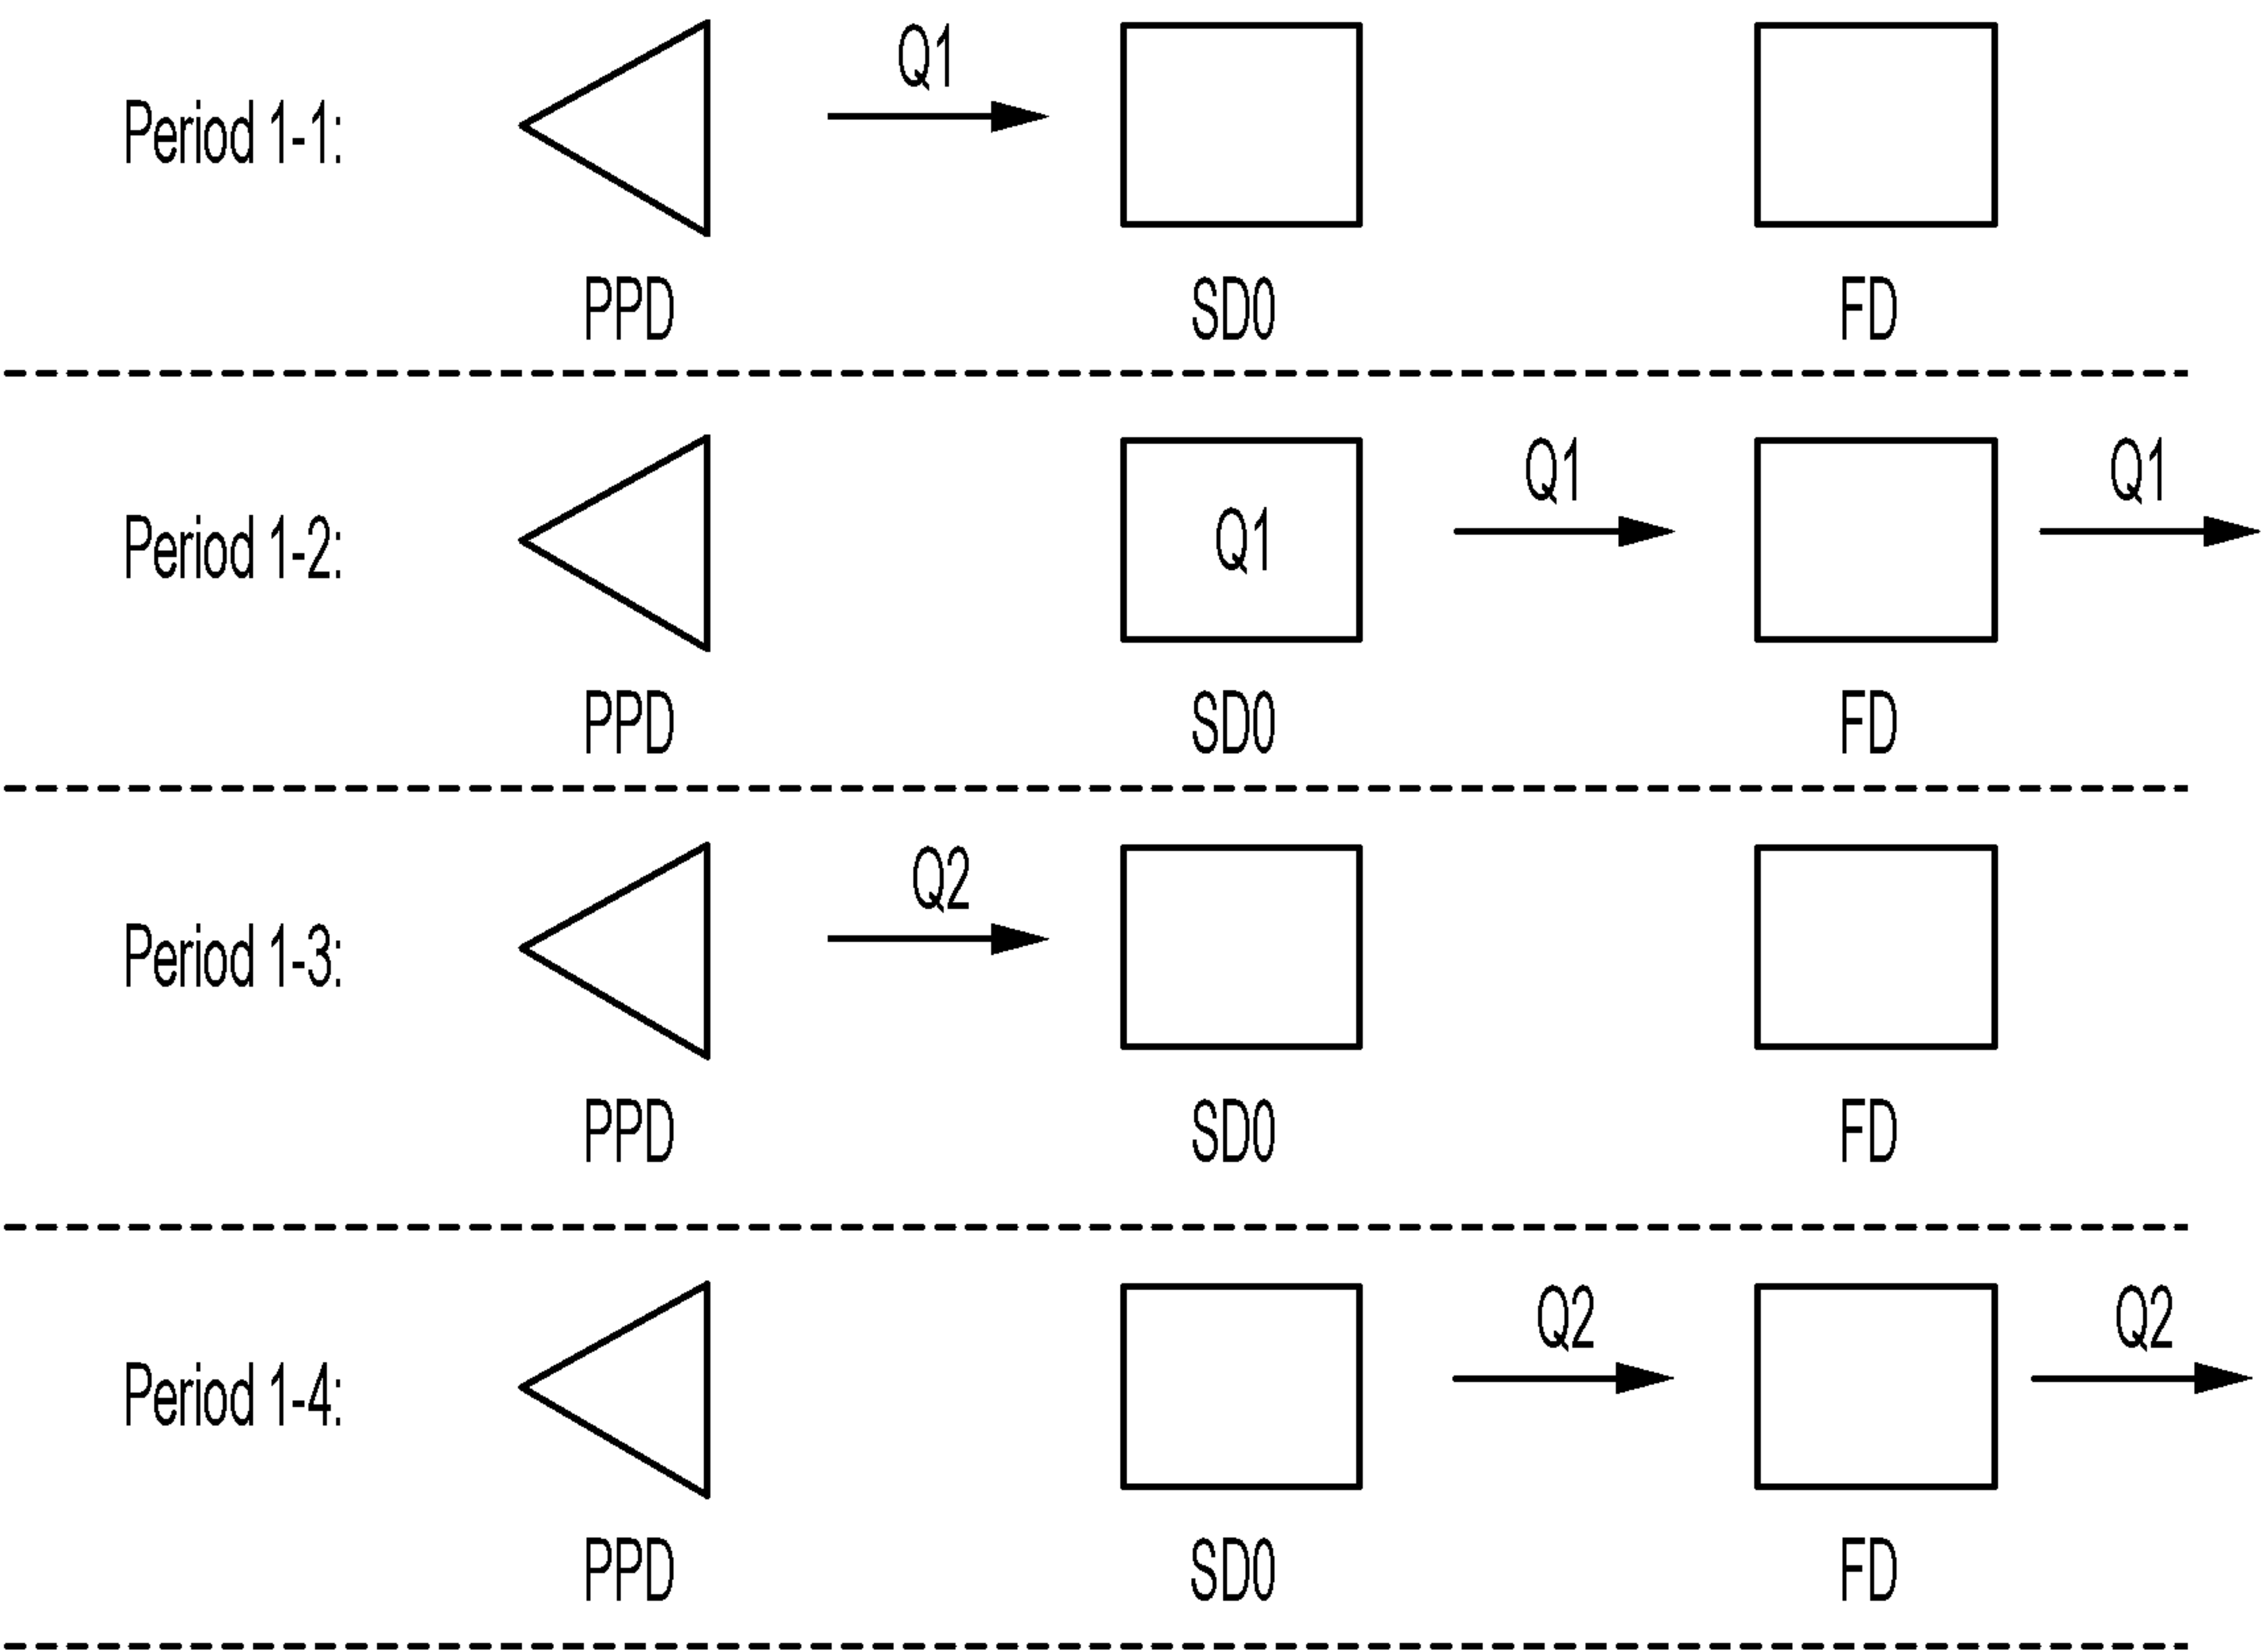 Q1
Period 1-1:
PPD SD0 FD
Q1 Q1
Period 1-2: Q1
PPD SD0 FD
Q2
Period 1-3:
PPD SD0 FD
Q2 Q2
Period 1-4:
PPD SD0 FD